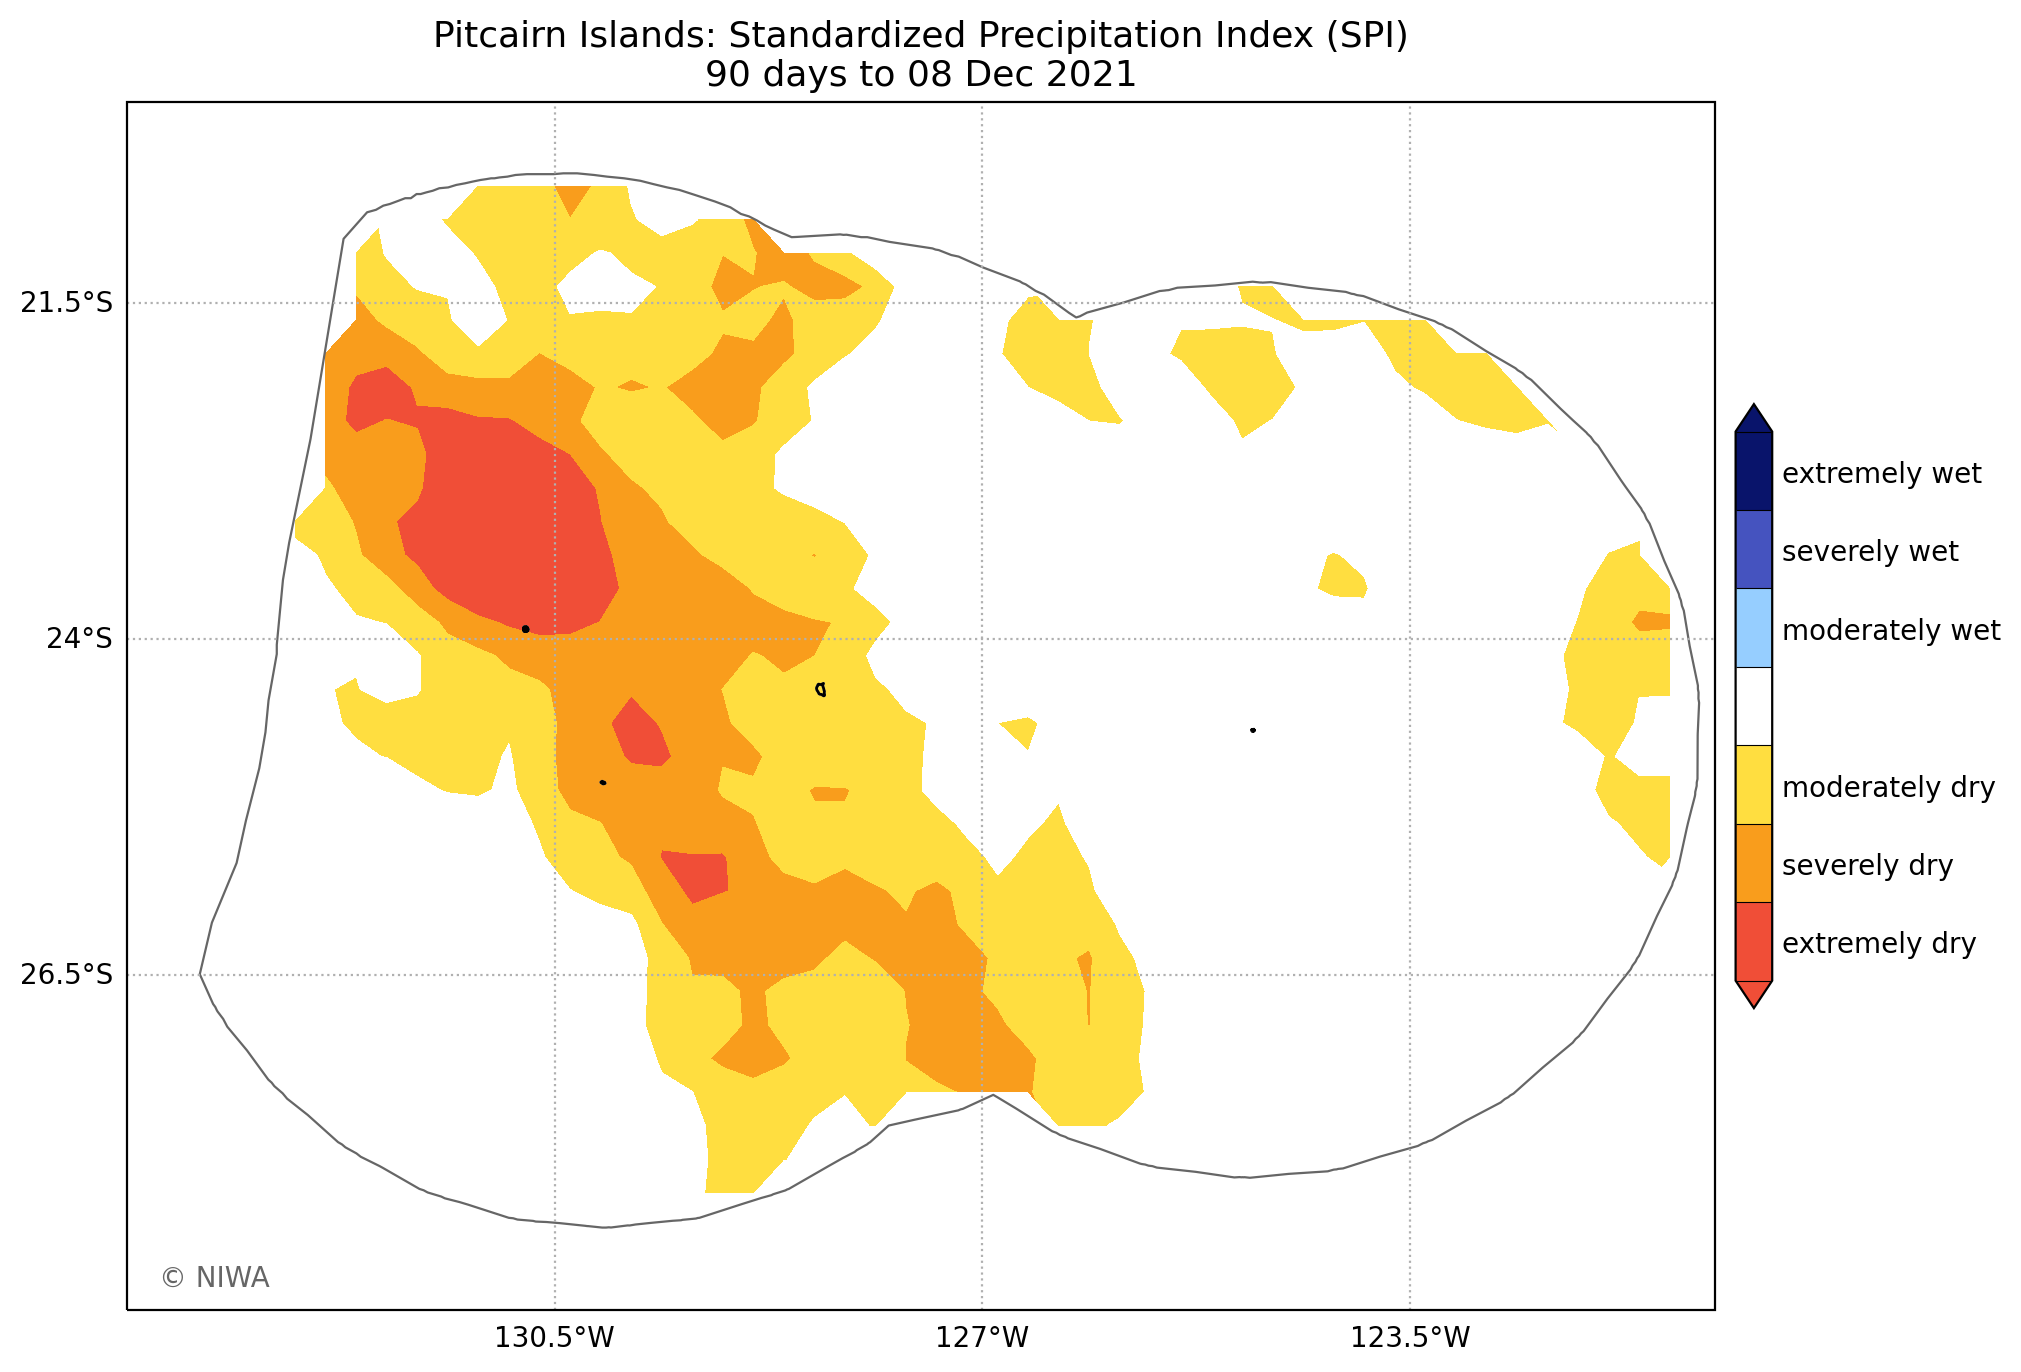 Pitcairn Islands: Standardized Precipitation Index (SPI)
90 days to 08 Dec 2021
21.5°S
24°S
26.5°S
130.5°W
127°W
123.5°W
extremely wet
severely wet
moderately wet
moderately dry
severely dry
extremely dry
© NIWA